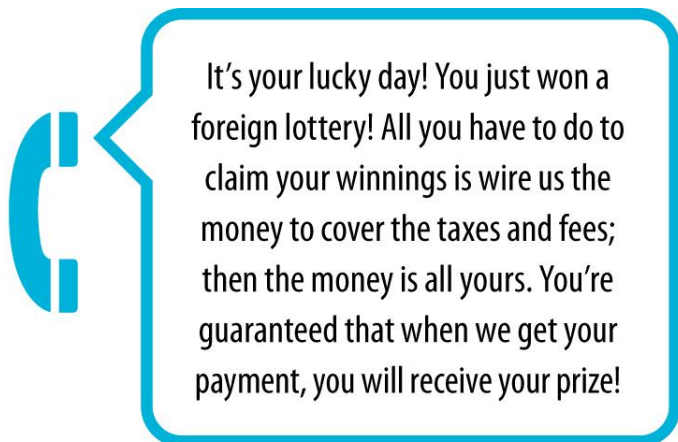 It’s your lucky day! You just won a
foreign lottery! All you have to do to
claim your winnings is wire us the
money to cover the taxes and fees;
then the money is all yours. You’re
guaranteed that when we get your
payment, you will receive your prize!